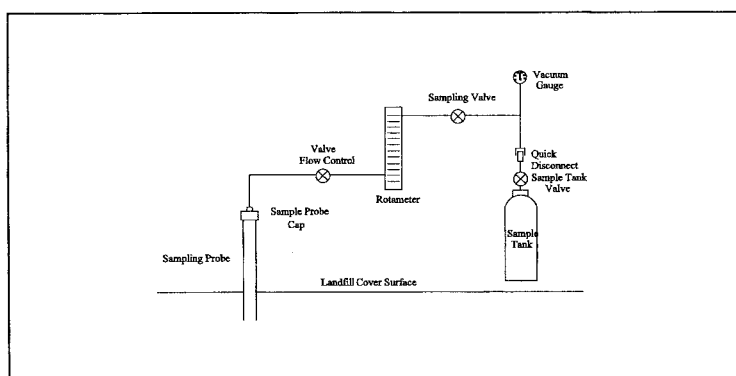 Vacuum
Gauge
Sampling Valve
Valve
Flow Control
Quick
Disconnect
Sample Tank
Valve
Rotameter
Sample Probe
Cap
Sample
Tank
Sampling Probe
Landfill Cover Surface